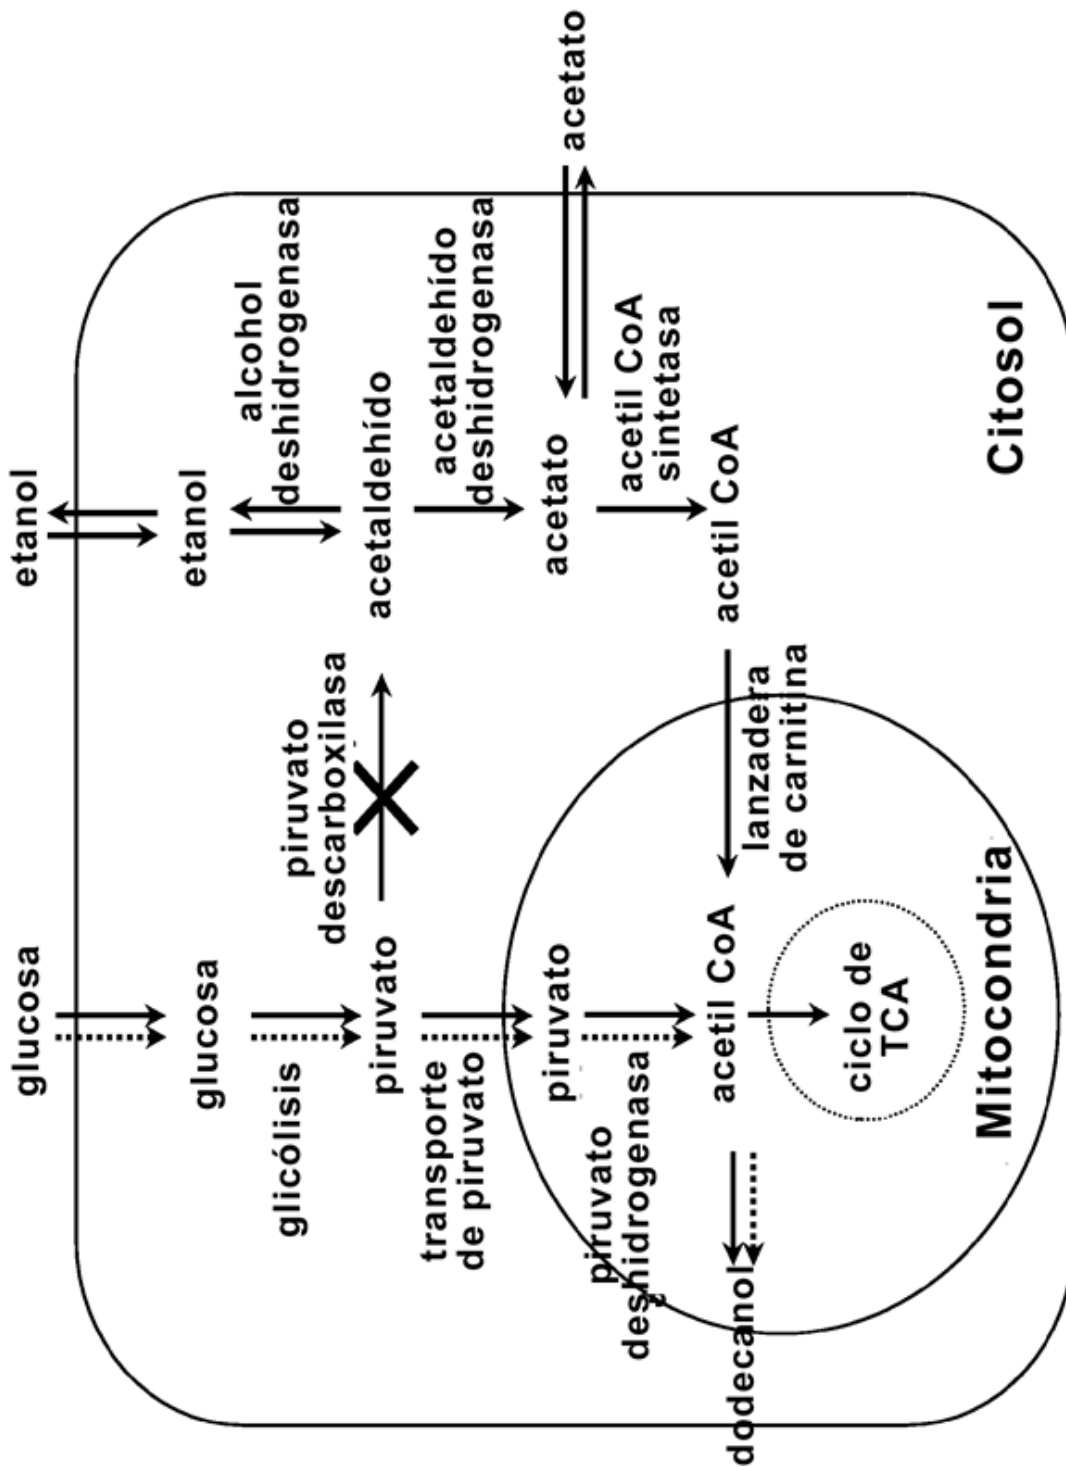 glucosa
etanol
glucosa
etanol
glicólisis
alcohol
deshidrogenasa
piruvato
descarboxilasa
piruvato
acetaldehído
transporte
de piruvato
acetaldehído
deshidrogenasa
piruvato
acetato
acetato
piruvato
deshidrogenasa
acetil CoA
sintetasa
dodecanol
acetil CoA
acetil CoA
lanzadera
de carnitina
ciclo de
TCA
Mitocondria
Citosol